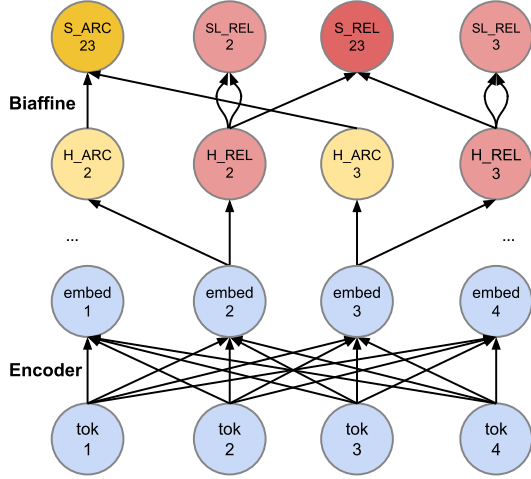 S_ARC
23
SL_REL
2
S_REL
23
SL_REL
3
Biaffine
H_ARC
2
H_REL
2
H_ARC
3
H_REL
3
...
...
embed
1
embed
2
embed
3
embed
4
Encoder
tok
1
tok
2
tok
3
tok
4